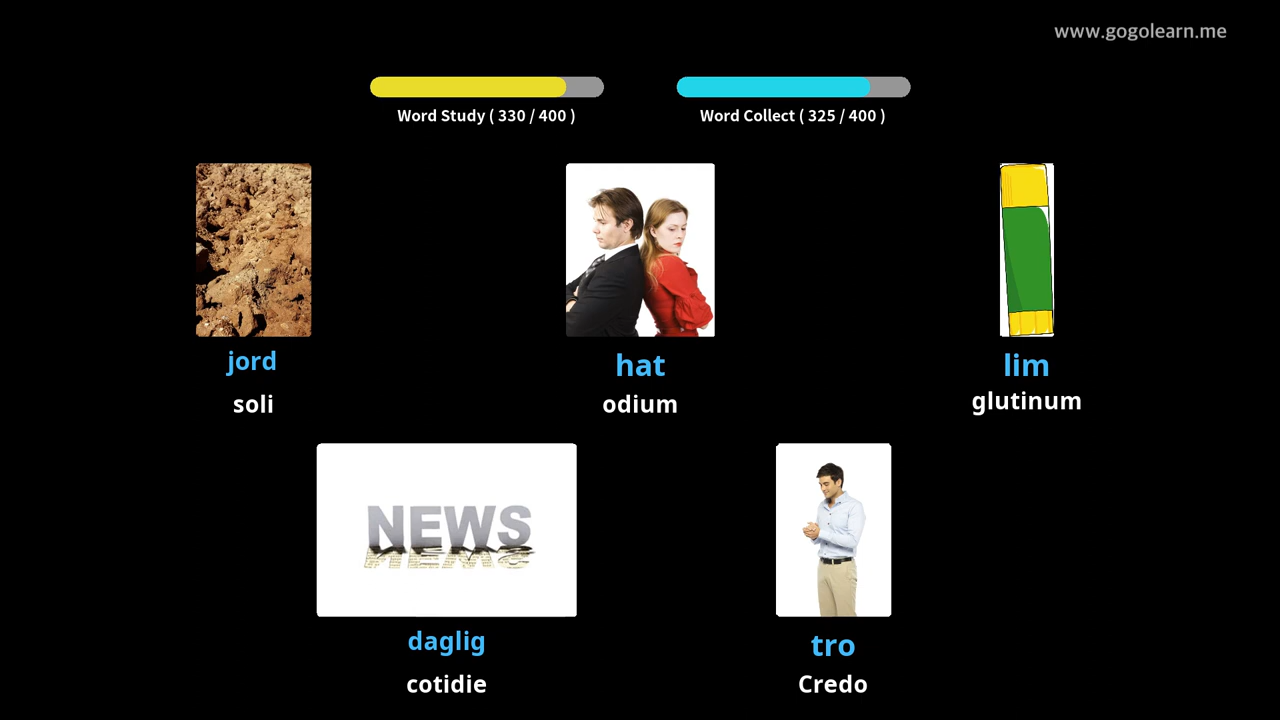 www.gogolearn.me
Word Study ( 330 / 400 )
Word Collect ( 325 / 400 )
jord
hat
lim
soli
odium
glutinum
NEWS
daglig
tro
cotidie
Credo